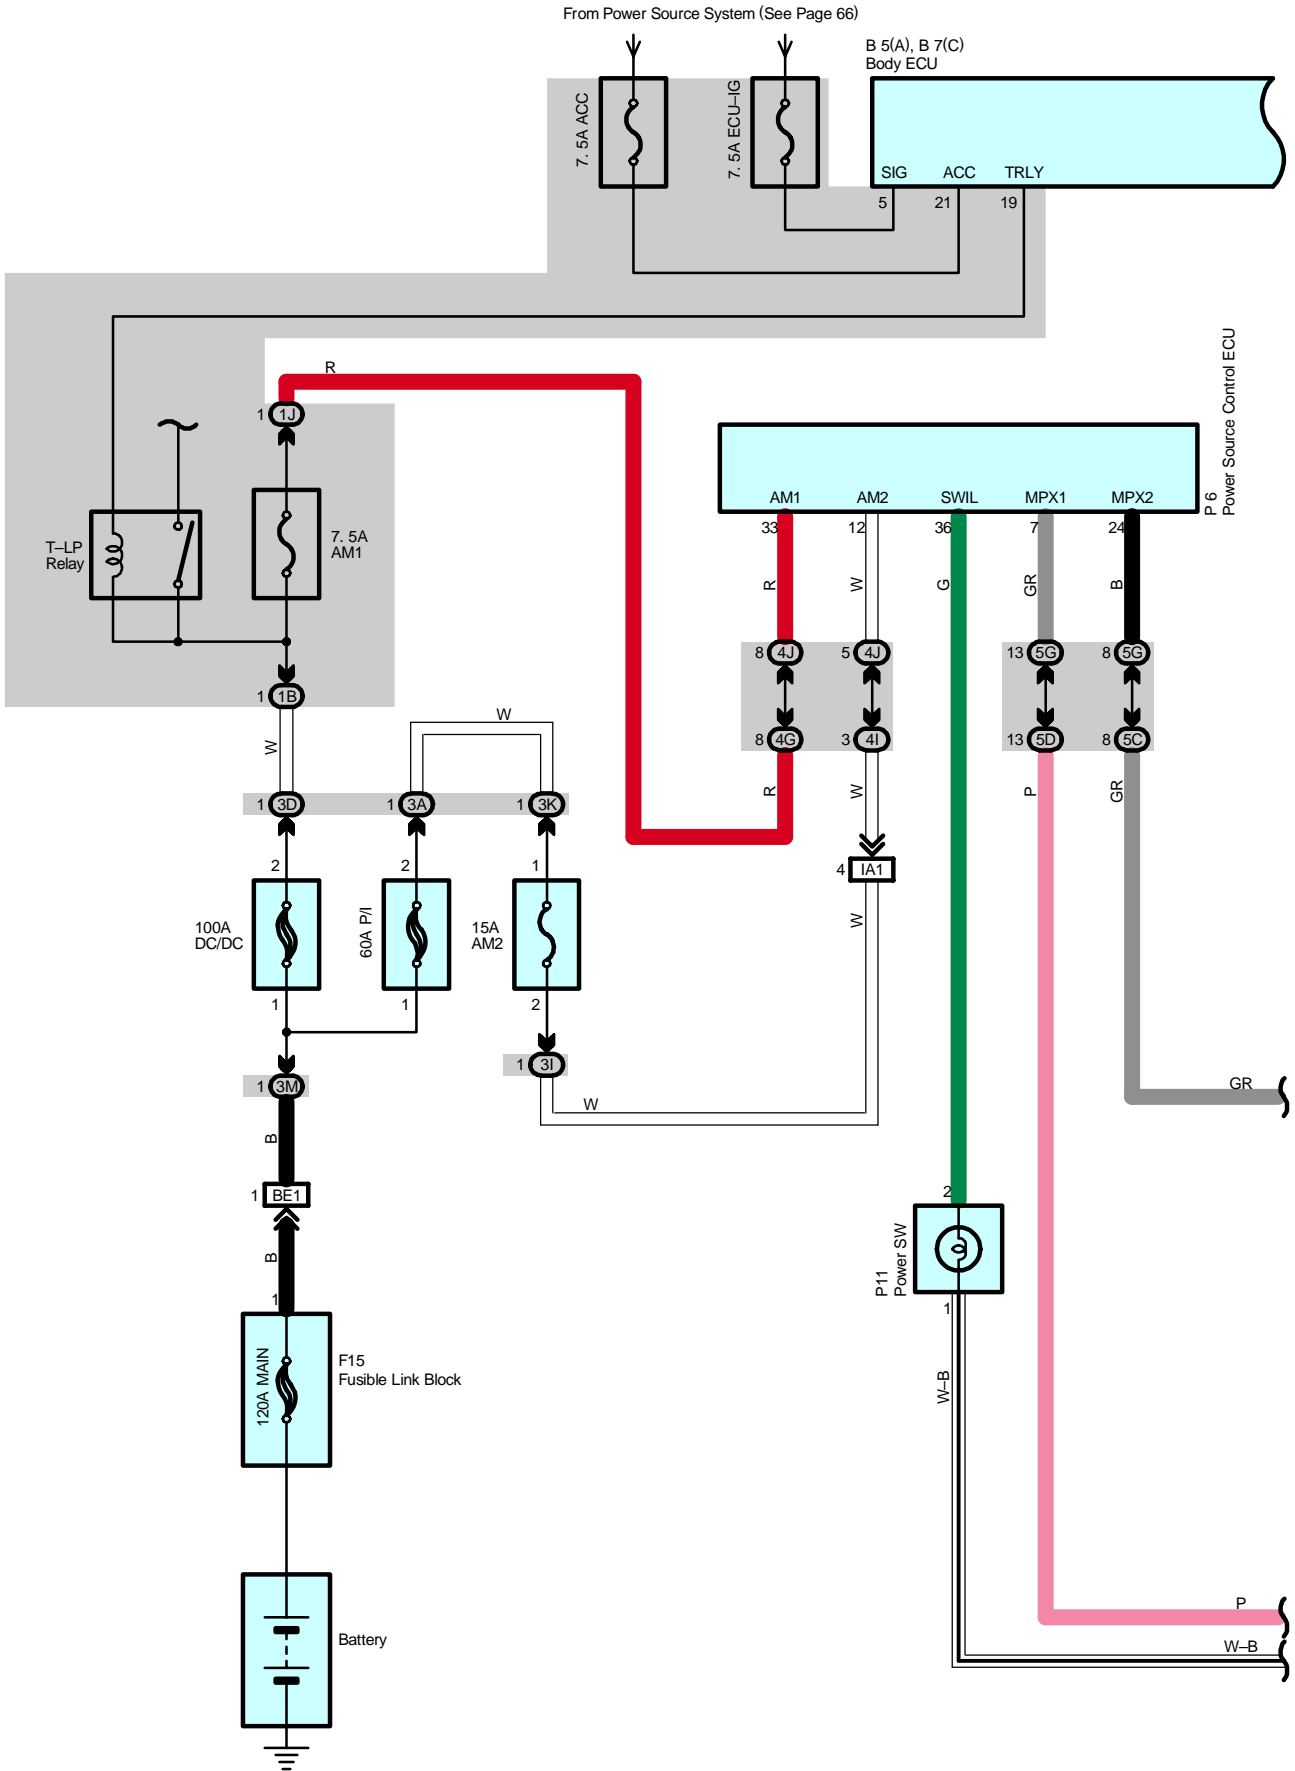 From Power Source System (See Page 66)
B 5(A), B 7(C)
Body ECU
7. 5A ACC
7. 5A ECU–IG
SIG
ACC
TRLY
5
21
19
R
1
1J
P 6
Power Source Control ECU
AM1
AM2
SWIL
MPX1
MPX2
33
12
36
7
24
T–LP
Relay
7. 5A
AM1
R
W
G
GR
B
8
4J
5
4J
13
5G
8
5G
1
1B
8
4G
3
4I
13
5D
8
5C
W
W
R
W
P
GR
1
3D
1
3A
1
3K
2
2
1
4
IA1
100A
DC/DC
60A P/I
15A
AM2
W
1
1
2
1
3I
1
3M
GR
W
B
1
BE1
2
B
P11
Power SW
1
1
120A MAIN
F15
Fusible Link Block
W–B
P
Battery
W–B